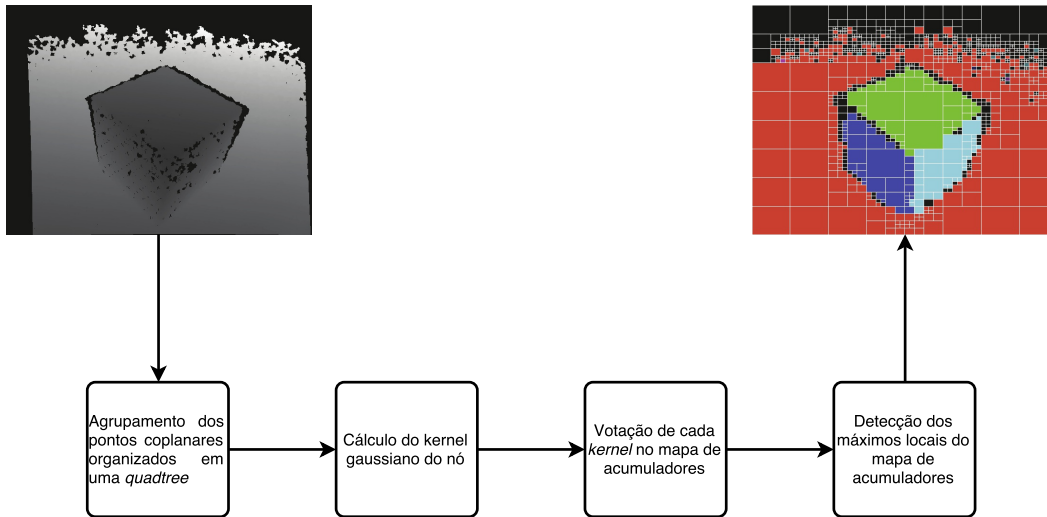 Agrupamento dos
pontos coplanares
organizados em
uma quadtree
Cálculo do kernel
gaussiano do nó
Votação de cada
kernel no mapa de
acumuladores
Detecção dos
máximos locais do
mapa de
acumuladores